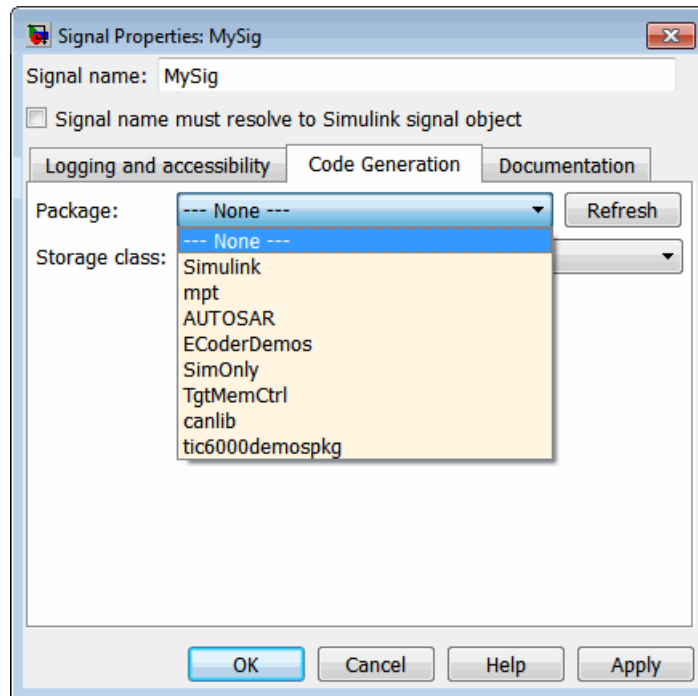 Signal Properties: MySig
Signal name: MySig
Signal name must resolve to Simulink signal object
Logging and accessibility Code Generation Documentation
Package: --- None --- Refresh
Storage class:
--- None ---
Simulink
mpt
AUTOSAR
ECoderDemos
SimOnly
TgtMemCtrl
canlib
tic6000demospkg
OK Cancel Help Apply